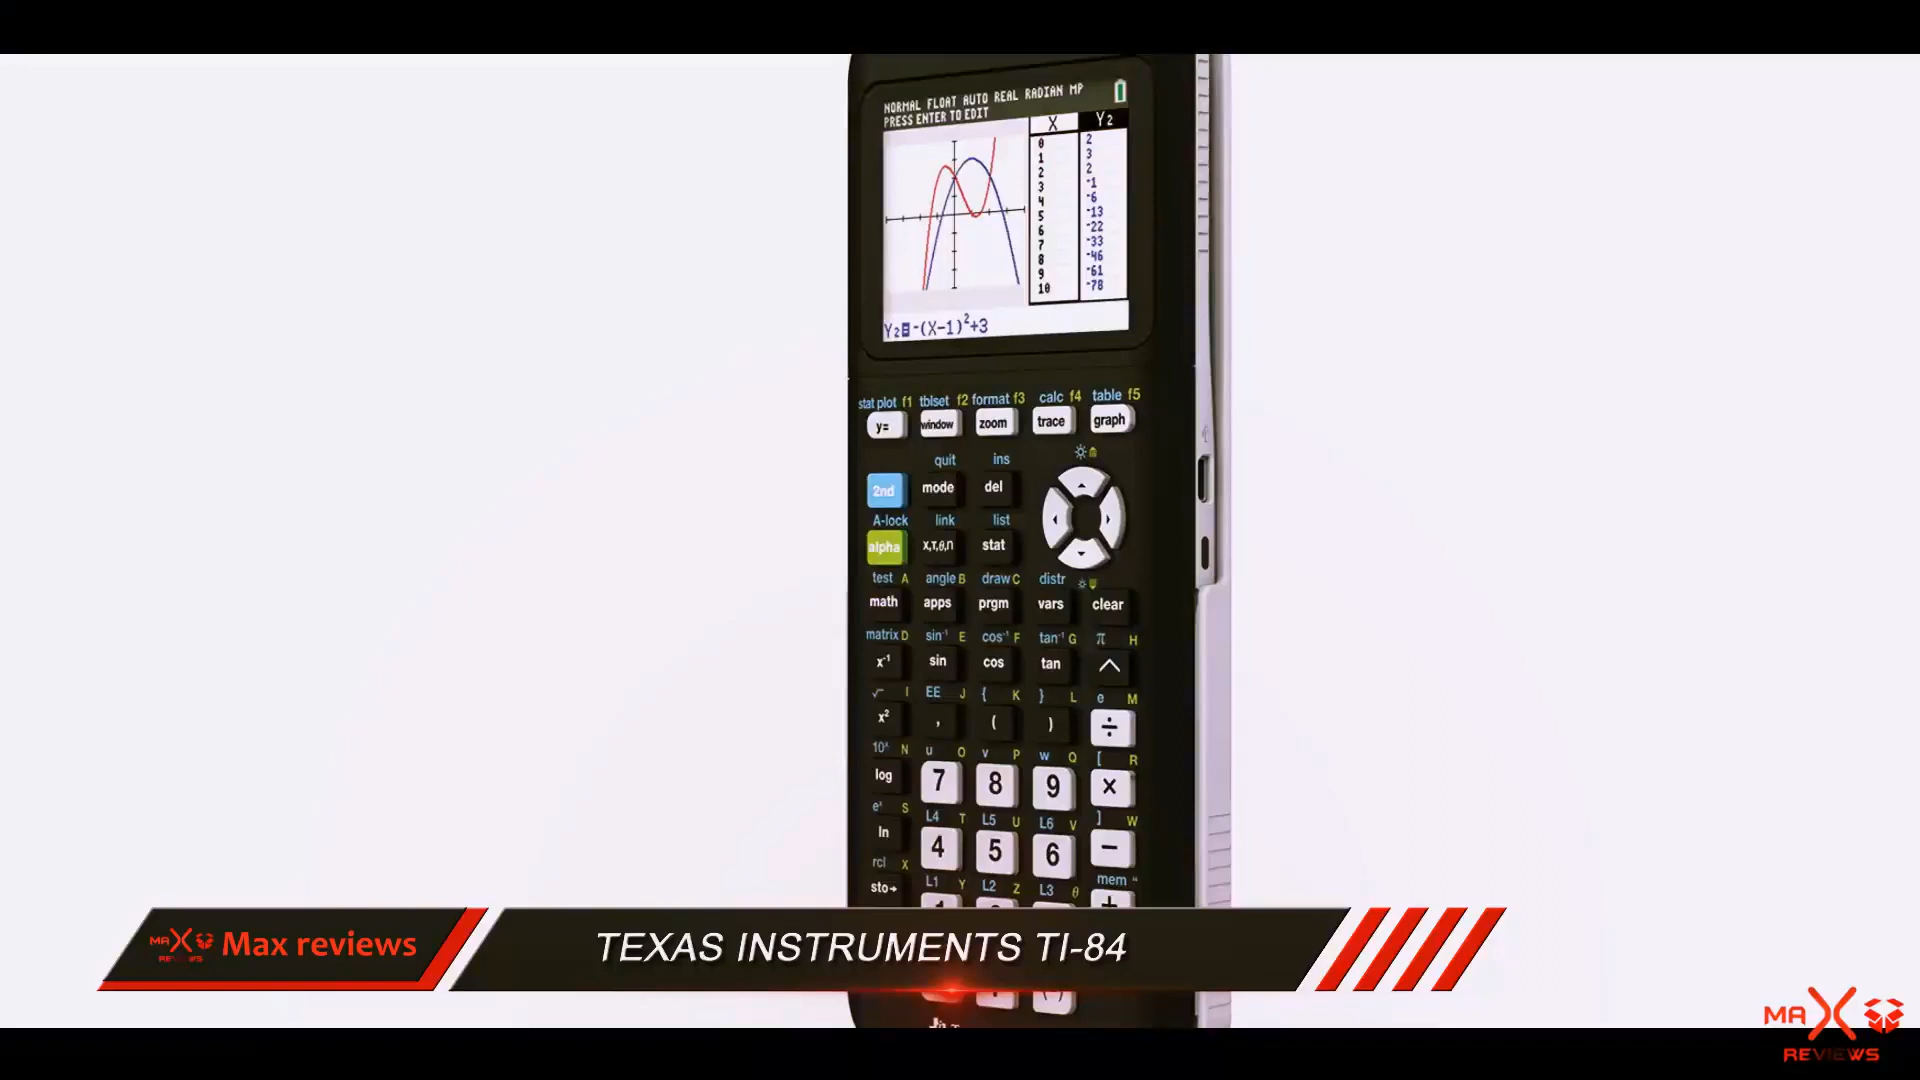 NORMAL FLOAT AUTO REAL RADIAN MP
PRESS ENTER TO EDIT
X Y2
0 2
1 3
2 2
3 -1
4 -6
5 -13
6 -22
7 -33
8 -46
9 -61
10 -78
Y2=-(X-1)²+3
stat plot f1 tblset f2 format f3 calc f4 table f5
y= window zoom trace graph
quit ins
2nd mode del
A-lock link list
alpha X,T,θ,n stat
test A angle B draw C distr
math apps prgm vars clear
matrix D sin⁻¹ E cos⁻¹ F tan⁻¹ G π H
x⁻¹ sin cos tan ^
√ I EE J { K } L e M
x² , ( ) ÷
10ˣ N u O v P w Q [ R
log 7 8 9 ×
eˣ S L4 T L5 U L6 V ] W
ln 4 5 6 −
rcl X L1 Y L2 Z L3 θ mem "
sto→
MAX REVIEWS Max reviews
TEXAS INSTRUMENTS TI-84
MAX
REVIEWS